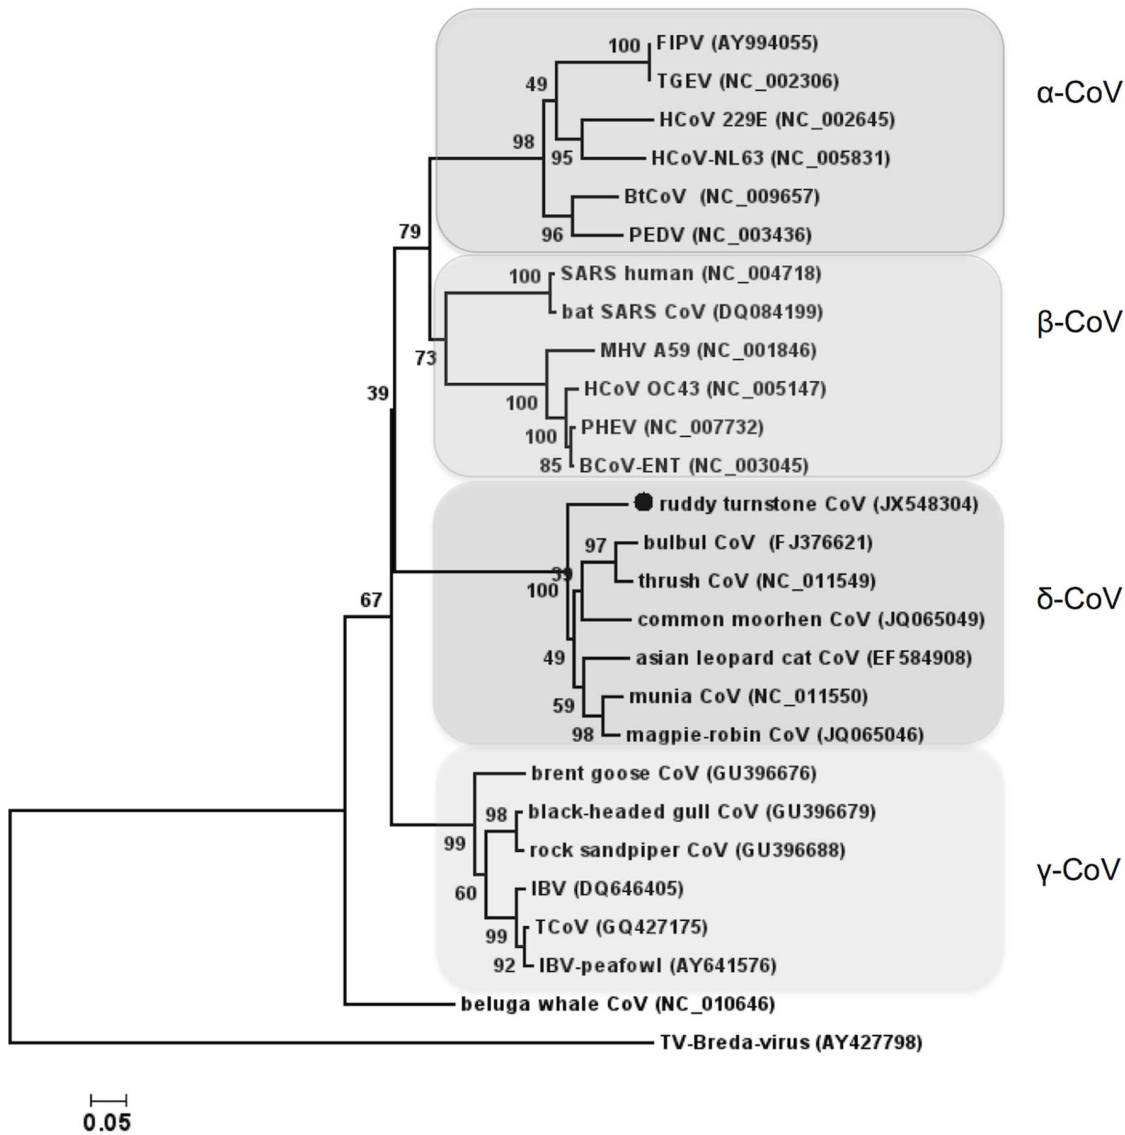 100 FIPV (AY994055)
TGEV (NC_002306)
49
α-CoV
HCoV 229E (NC_002645)
98
95 HCoV-NL63 (NC_005831)
BtCoV (NC_009657)
96 PEDV (NC_003436)
79
100 SARS human (NC_004718)
bat SARS CoV (DQ084199)
β-CoV
MHV A59 (NC_001846)
73
HCoV OC43 (NC_005147)
39
100
PHEV (NC_007732)
100
85 BCoV-ENT (NC_003045)
ruddy turnstone CoV (JX548304)
97 bulbul CoV (FJ376621)
39
thrush CoV (NC_011549)
100
δ-CoV
67
common moorhen CoV (JQ065049)
49 asian leopard cat CoV (EF584908)
munia CoV (NC_011550)
59
98 magpie-robin CoV (JQ065046)
brent goose CoV (GU396676)
98 black-headed gull CoV (GU396679)
99
rock sandpiper CoV (GU396688)
γ-CoV
60 IBV (DQ646405)
TCoV (GQ427175)
99
92 IBV-peafowl (AY641576)
beluga whale CoV (NC_010646)
TV-Breda-virus (AY427798)
0.05